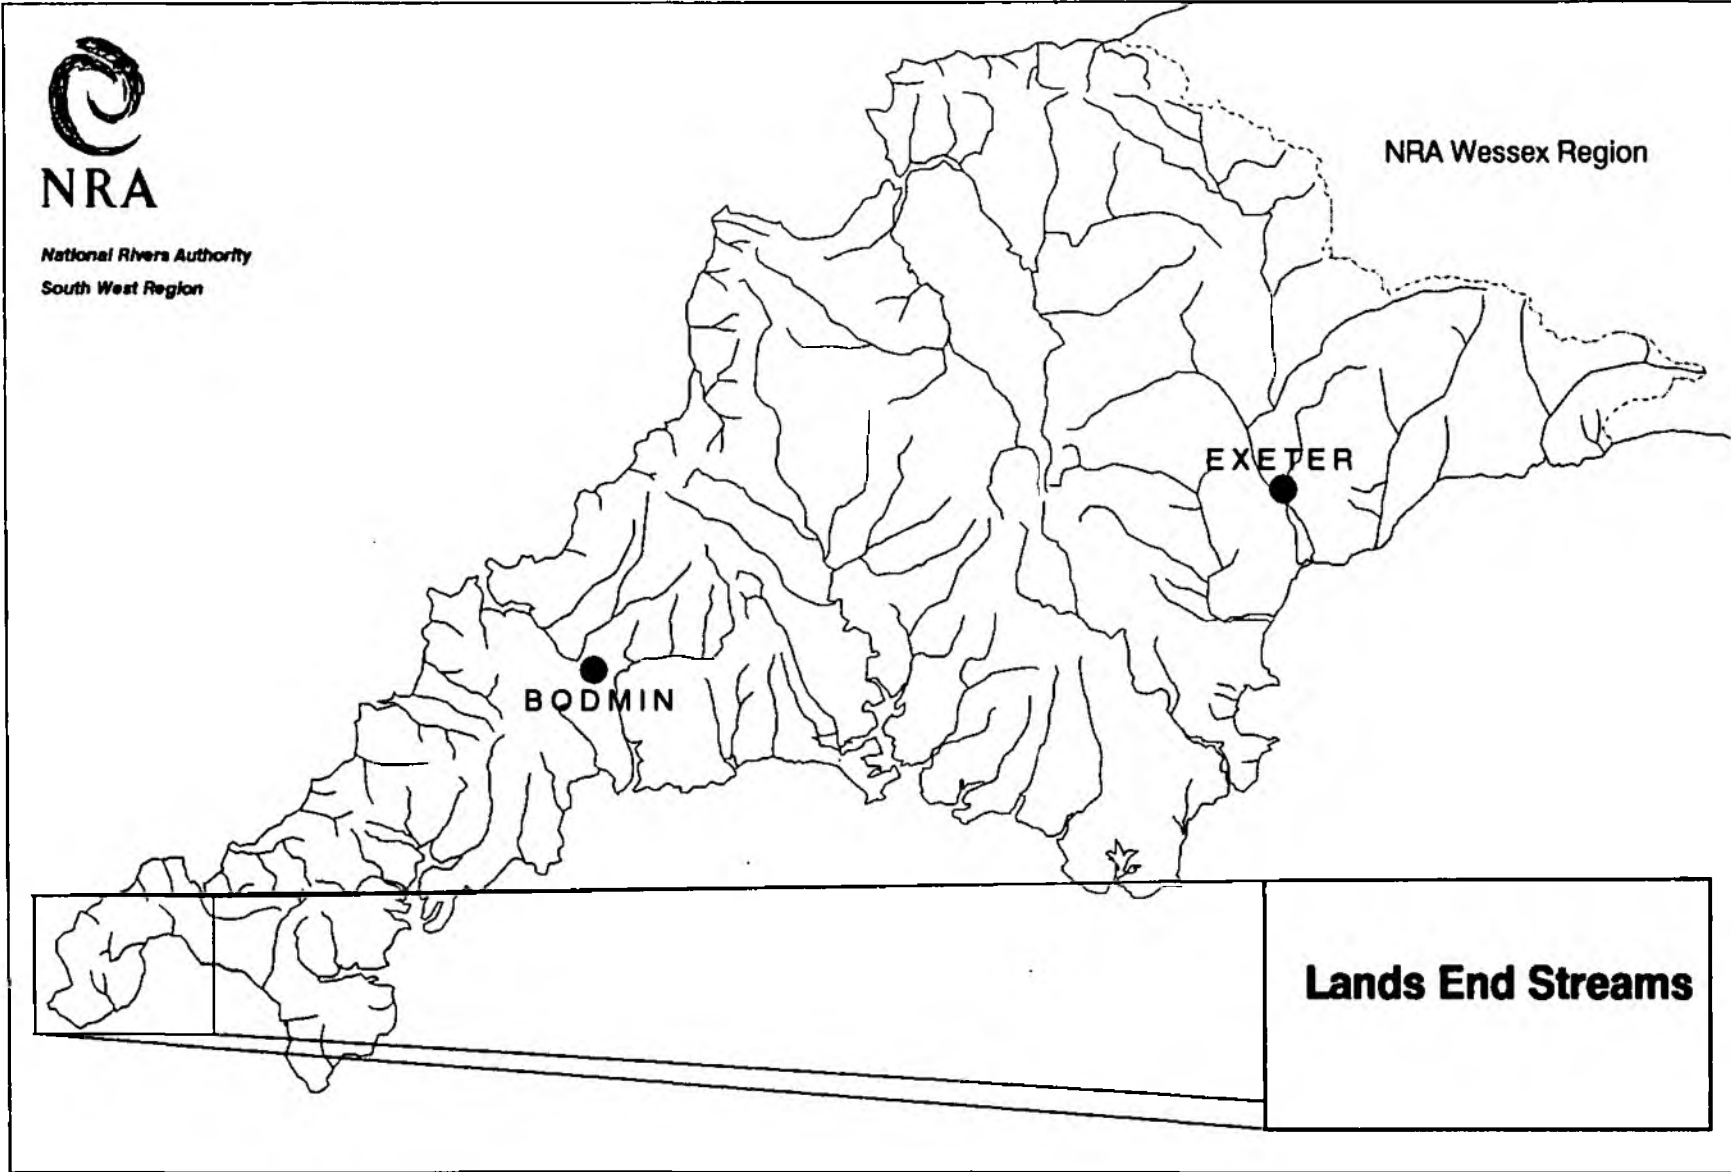 NRA
National Rivers Authority
South West Region
NRA Wessex Region
EXETER
BODMIN
Lands End Streams